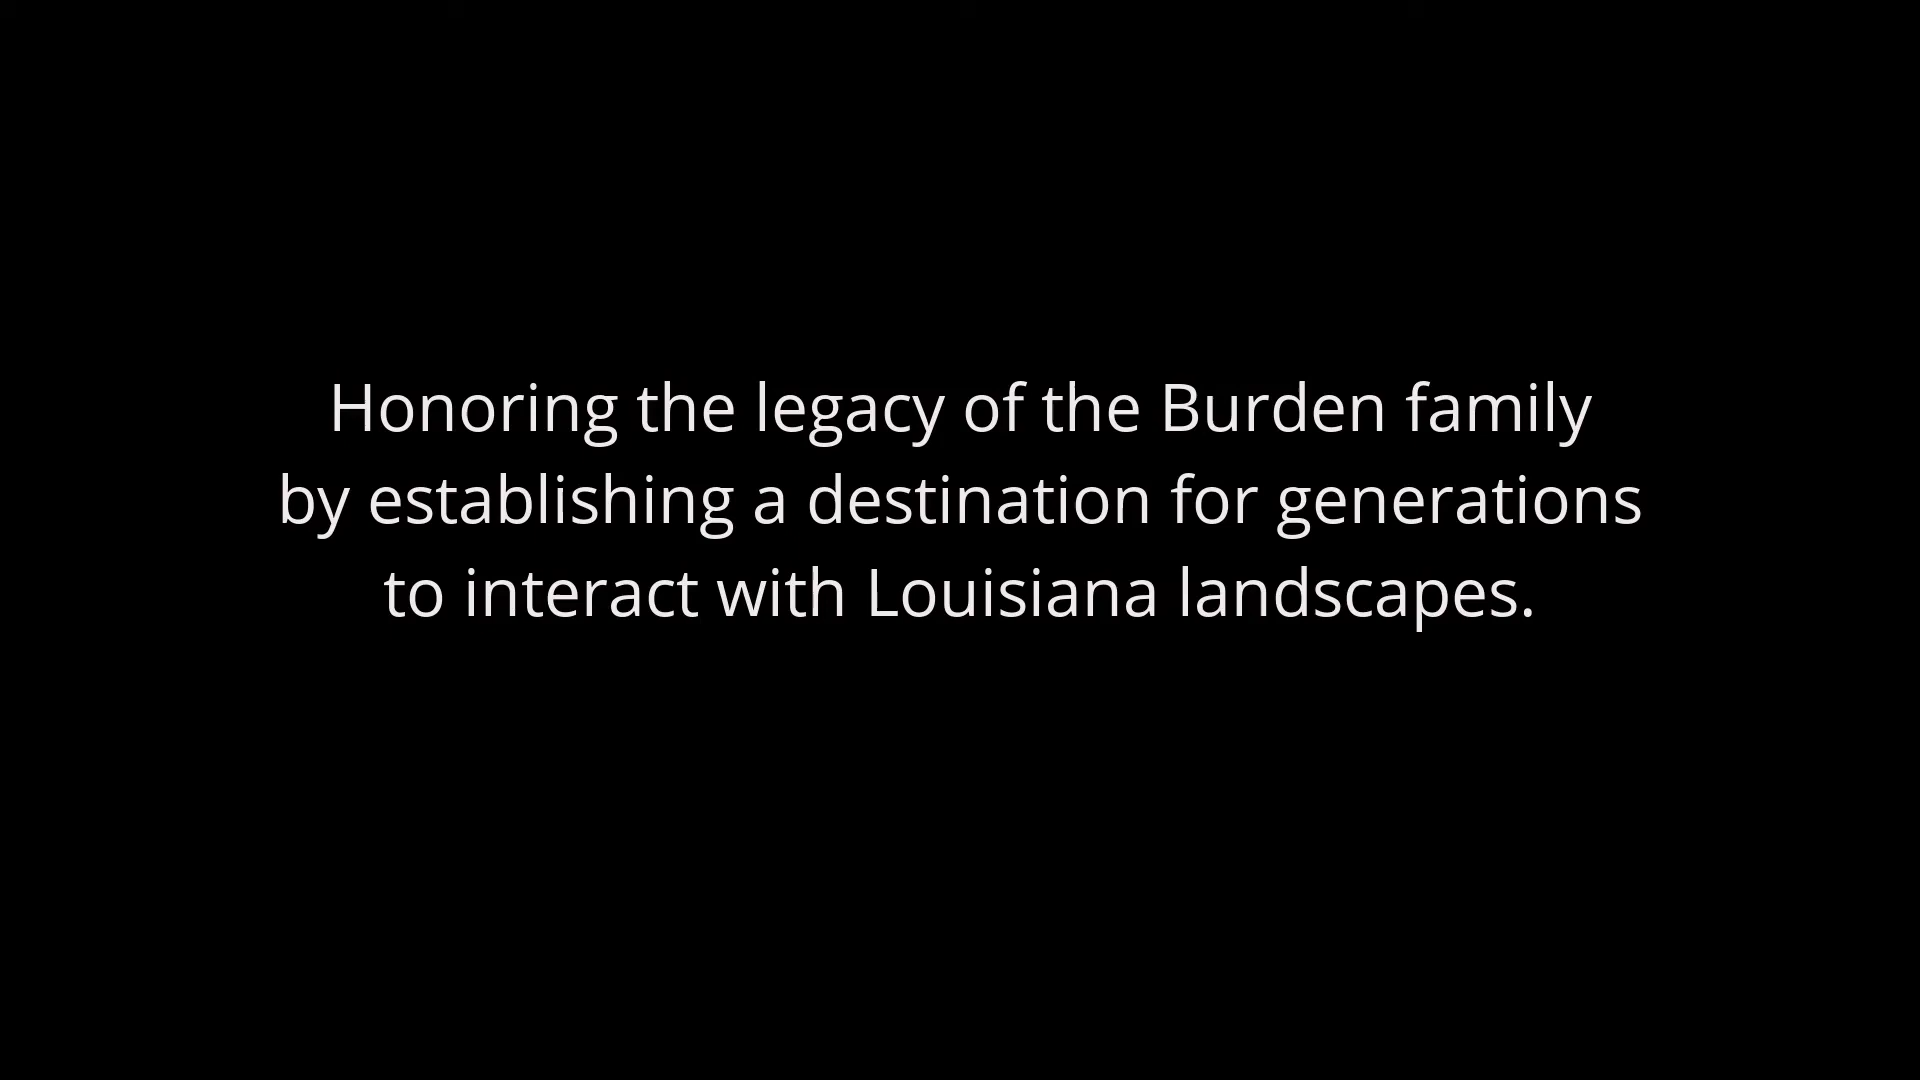 Honoring the legacy of the Burden family
by establishing a destination for generations
to interact with Louisiana landscapes.